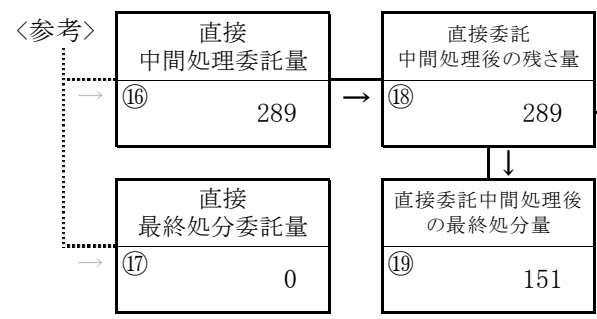 〈参考〉
直接
中間処理委託量
→
⑯
289
→
直接委託
中間処理後の残さ量
⑱
289
↓
直接
最終処分委託量
→
⑰
0
直接委託中間処理後
の最終処分量
⑲
151